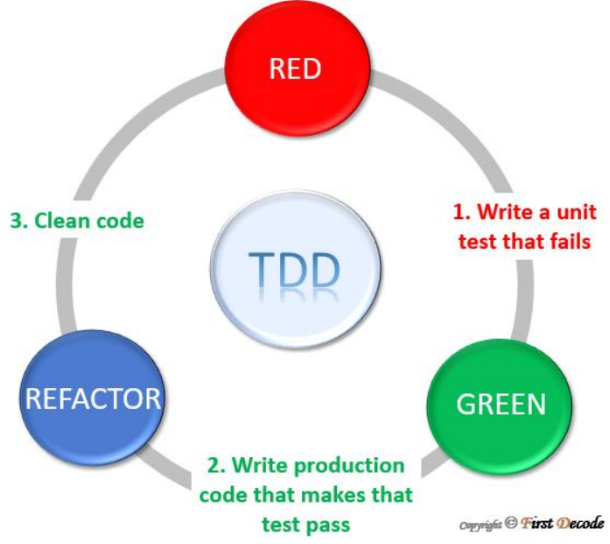 RED
1. Write a unit
test that fails
3. Clean code
TDD
REFACTOR
GREEN
2. Write production
code that makes that
test pass
Copyright © First Decode